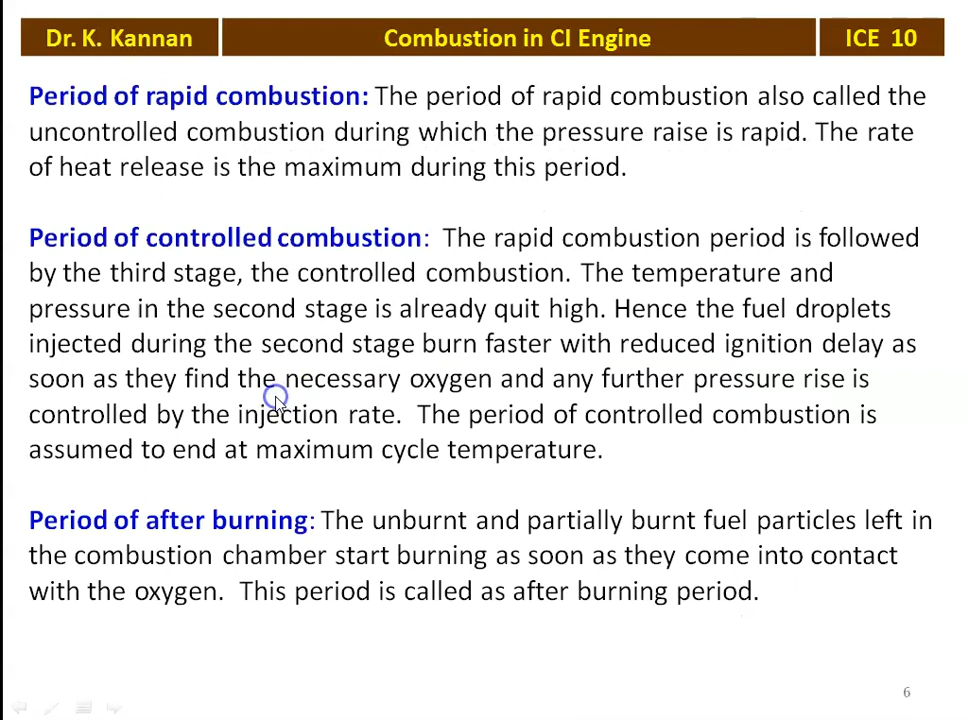 Dr. K. Kannan
Combustion in CI Engine
ICE 10
Period of rapid combustion: The period of rapid combustion also called the
uncontrolled combustion during which the pressure raise is rapid. The rate
of heat release is the maximum during this period.
Period of controlled combustion: The rapid combustion period is followed
by the third stage, the controlled combustion. The temperature and
pressure in the second stage is already quit high. Hence the fuel droplets
injected during the second stage burn faster with reduced ignition delay as
soon as they find the necessary oxygen and any further pressure rise is
controlled by the injection rate. The period of controlled combustion is
assumed to end at maximum cycle temperature.
Period of after burning: The unburnt and partially burnt fuel particles left in
the combustion chamber start burning as soon as they come into contact
with the oxygen. This period is called as after burning period.
6